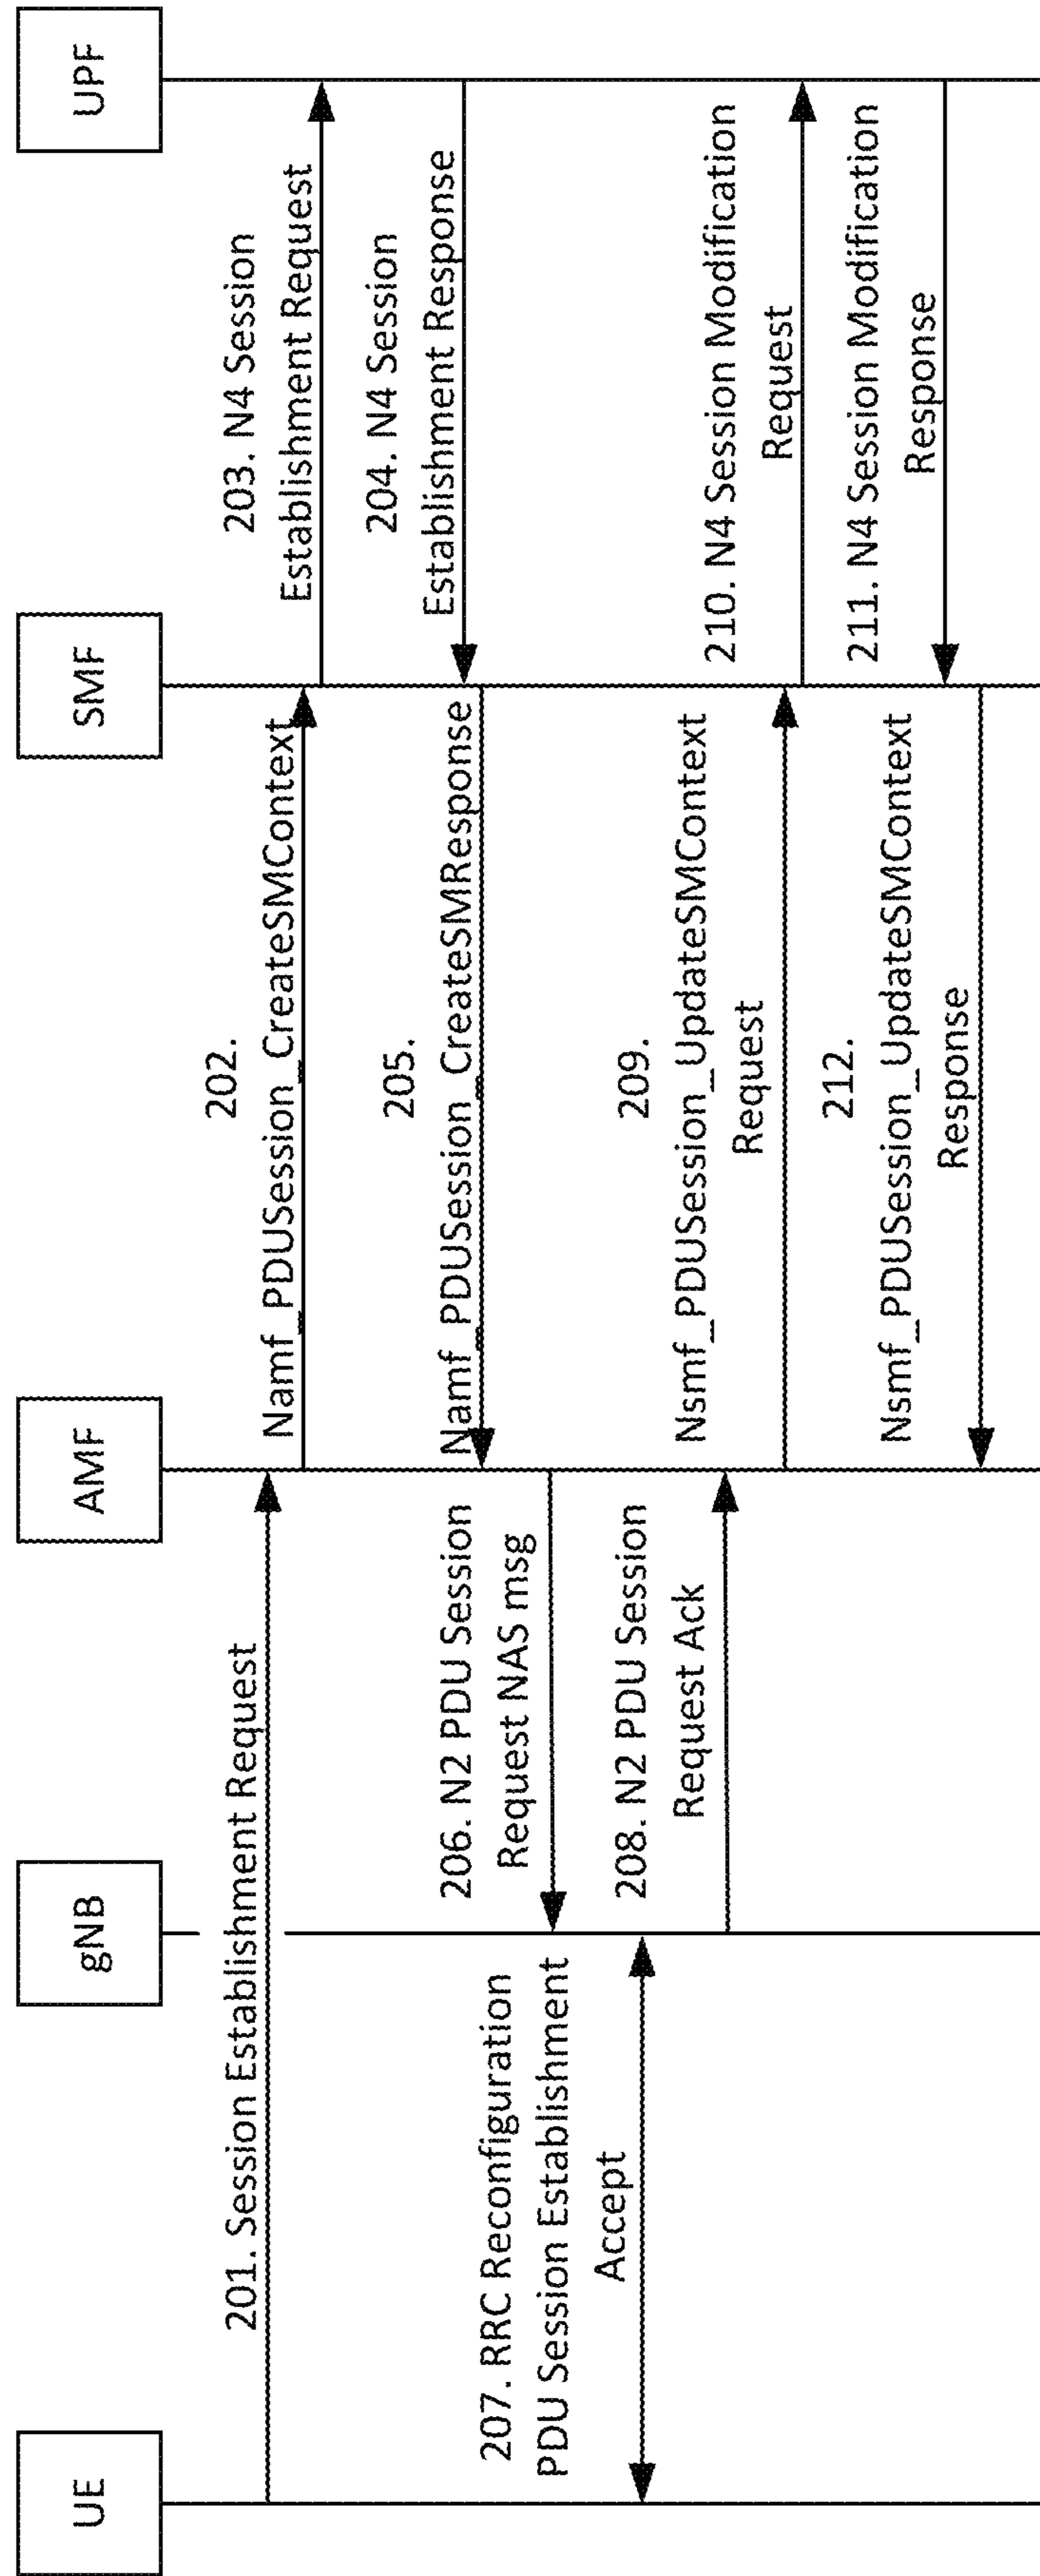 UE
gNB
AMF
SMF
UPF
201. Session Establishment Request
202.
Namf_PDUSession_CreateSMContext
203. N4 Session
Establishment Request
204. N4 Session
Establishment Response
205.
Namf_PDUSession_CreateSMResponse
206. N2 PDU Session
Request NAS msg
207. RRC Reconfiguration
PDU Session Establishment
Accept
208. N2 PDU Session
Request Ack
209.
Nsmf_PDUSession_UpdateSMContext
Request
210. N4 Session Modification
Request
211. N4 Session Modification
Response
212.
Nsmf_PDUSession_UpdateSMContext
Response